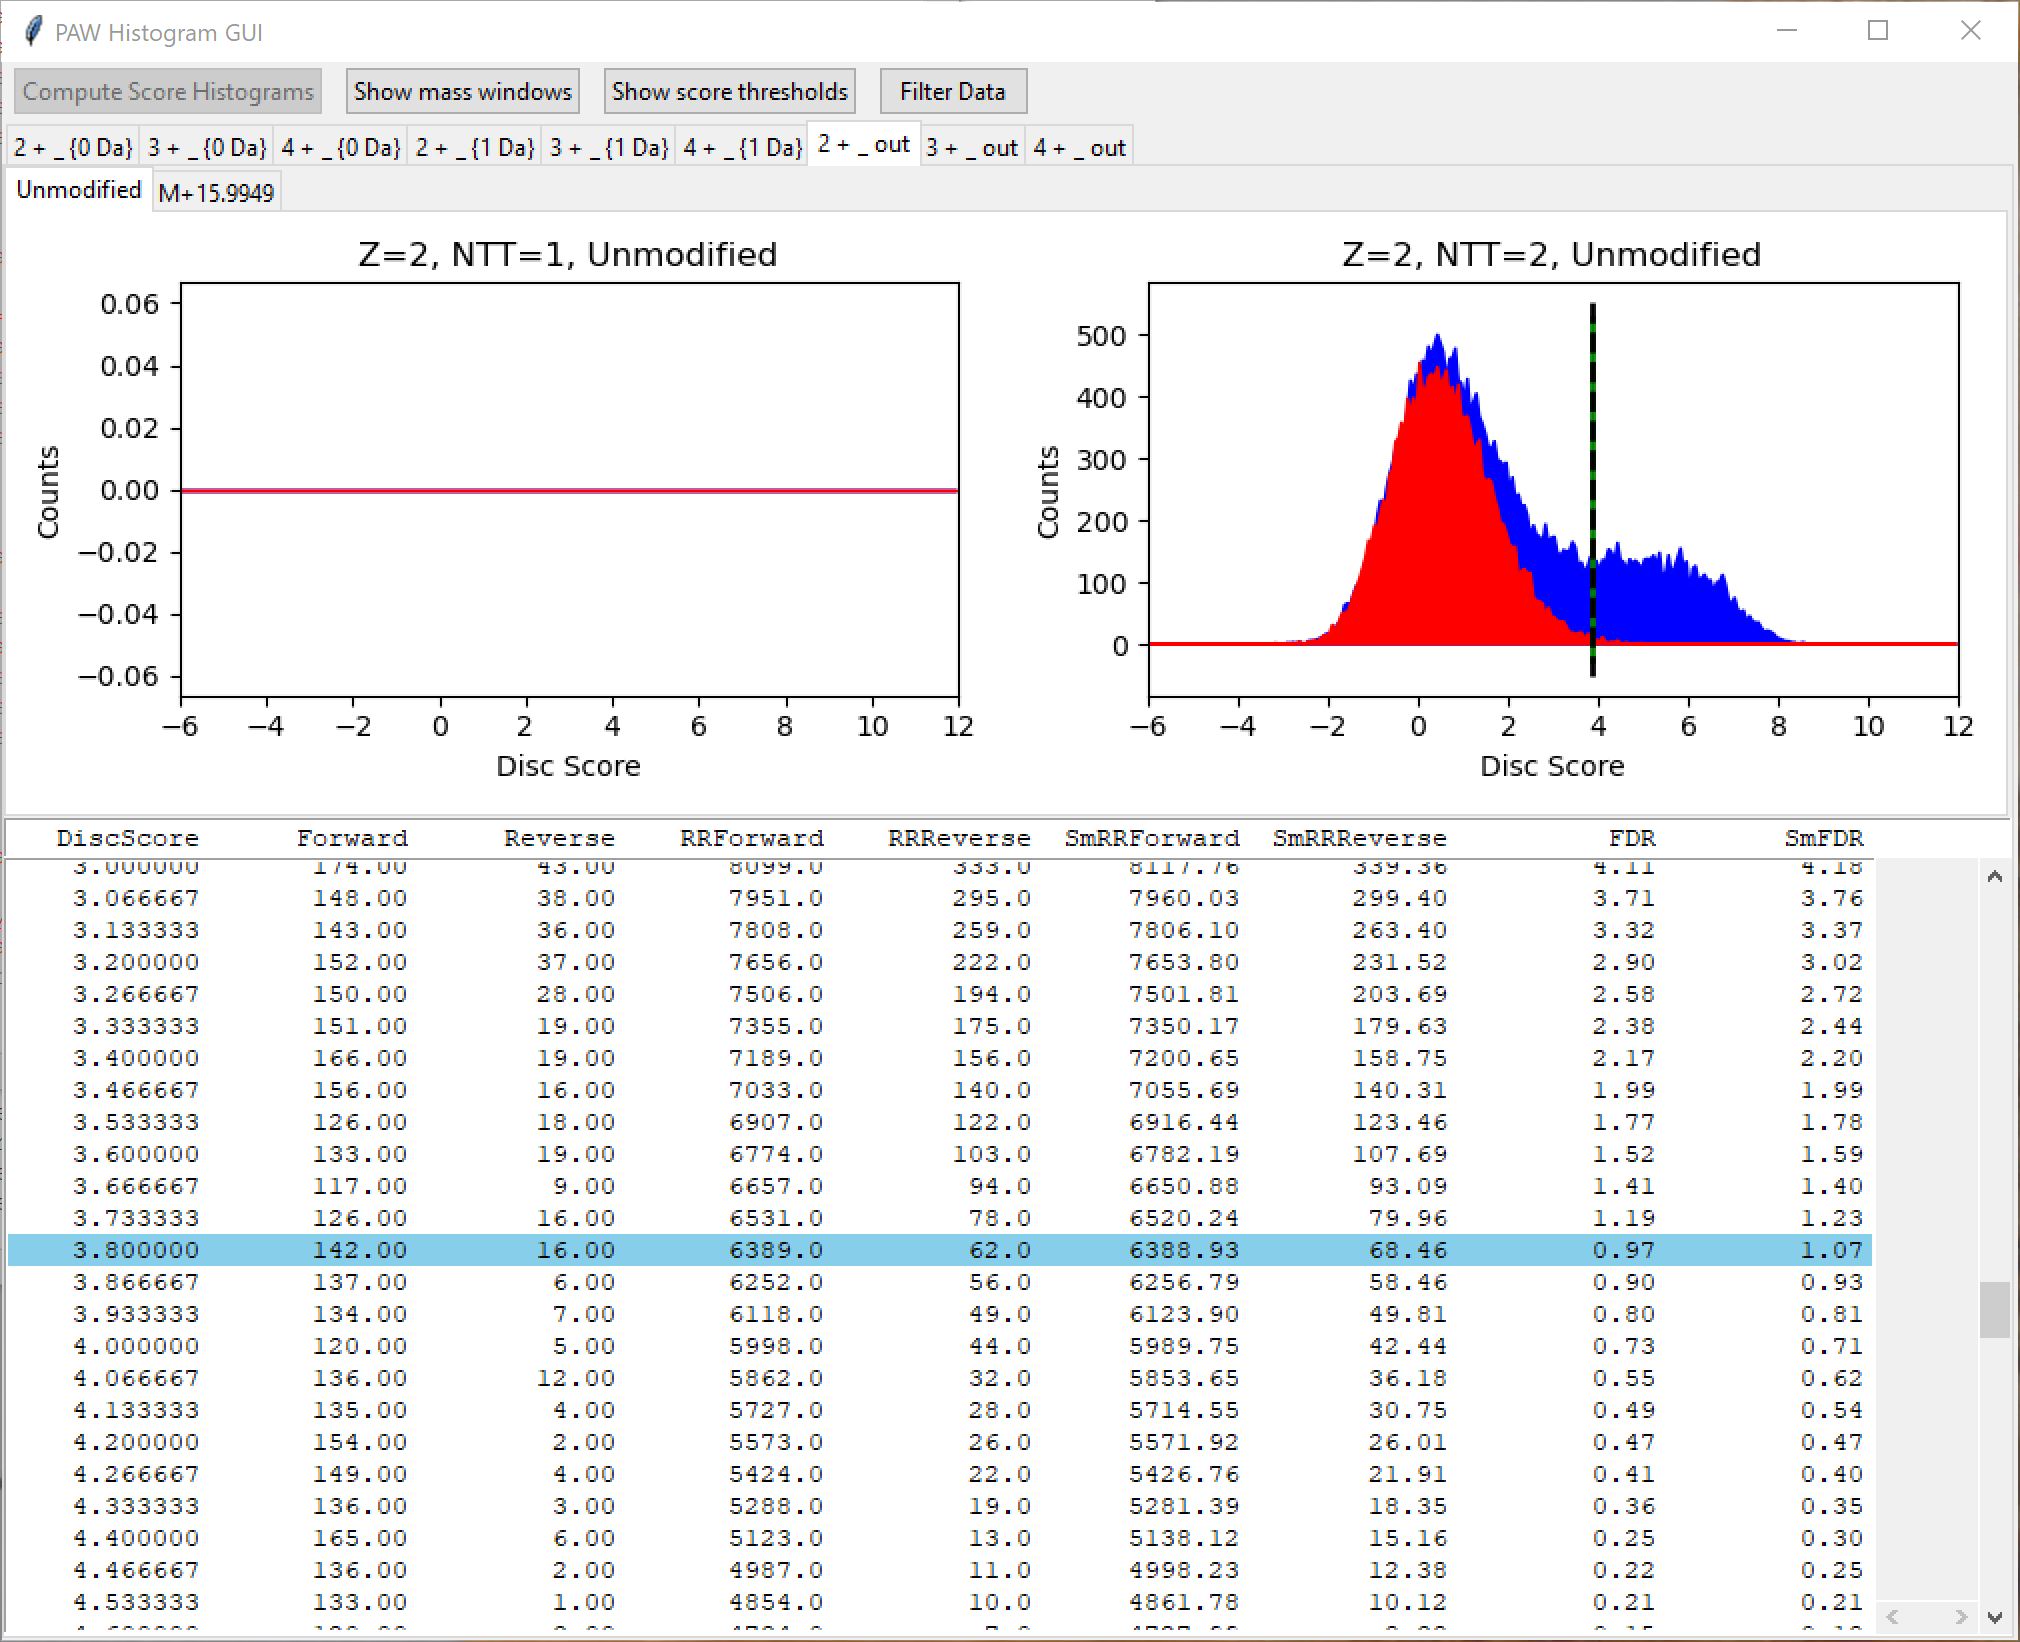 PAW Histogram GUI
Compute Score Histograms Show mass windows Show score thresholds Filter Data
2 + _ {0 Da} 3 + _ {0 Da} 4 + _ {0 Da} 2 + _ {1 Da} 3 + _ {1 Da} 4 + _ {1 Da} 2 + _ out 3 + _ out 4 + _ out
Unmodified M+15.9949
Z=2, NTT=1, Unmodified
0.06
0.04
0.02
0.00
−0.02
−0.04
−0.06
Counts
−6 −4 −2 0 2 4 6 8 10 12
Disc Score
Z=2, NTT=2, Unmodified
500
400
300
200
100
0
Counts
−6 −4 −2 0 2 4 6 8 10 12
Disc Score
DiscScore Forward Reverse RRForward RRReverse SmRRForward SmRRReverse FDR SmFDR
3.000000 174.00 43.00 8099.0 333.0 8117.76 339.36 4.11 4.18
3.066667 148.00 38.00 7951.0 295.0 7960.03 299.40 3.71 3.76
3.133333 143.00 36.00 7808.0 259.0 7806.10 263.40 3.32 3.37
3.200000 152.00 37.00 7656.0 222.0 7653.80 231.52 2.90 3.02
3.266667 150.00 28.00 7506.0 194.0 7501.81 203.69 2.58 2.72
3.333333 151.00 19.00 7355.0 175.0 7350.17 179.63 2.38 2.44
3.400000 166.00 19.00 7189.0 156.0 7200.65 158.75 2.17 2.20
3.466667 156.00 16.00 7033.0 140.0 7055.69 140.31 1.99 1.99
3.533333 126.00 18.00 6907.0 122.0 6916.44 123.46 1.77 1.78
3.600000 133.00 19.00 6774.0 103.0 6782.19 107.69 1.52 1.59
3.666667 117.00 9.00 6657.0 94.0 6650.88 93.09 1.41 1.40
3.733333 126.00 16.00 6531.0 78.0 6520.24 79.96 1.19 1.23
3.800000 142.00 16.00 6389.0 62.0 6388.93 68.46 0.97 1.07
3.866667 137.00 6.00 6252.0 56.0 6256.79 58.46 0.90 0.93
3.933333 134.00 7.00 6118.0 49.0 6123.90 49.81 0.80 0.81
4.000000 120.00 5.00 5998.0 44.0 5989.75 42.44 0.73 0.71
4.066667 136.00 12.00 5862.0 32.0 5853.65 36.18 0.55 0.62
4.133333 135.00 4.00 5727.0 28.0 5714.55 30.75 0.49 0.54
4.200000 154.00 2.00 5573.0 26.0 5571.92 26.01 0.47 0.47
4.266667 149.00 4.00 5424.0 22.0 5426.76 21.91 0.41 0.40
4.333333 136.00 3.00 5288.0 19.0 5281.39 18.35 0.36 0.35
4.400000 165.00 6.00 5123.0 13.0 5138.12 15.16 0.25 0.30
4.466667 136.00 2.00 4987.0 11.0 4998.23 12.38 0.22 0.25
4.533333 133.00 1.00 4854.0 10.0 4861.78 10.12 0.21 0.21